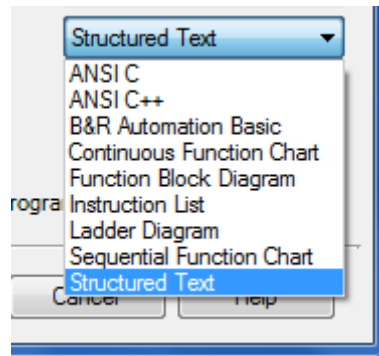 Structured Text
ANSI C
ANSI C++
B&R Automation Basic
Continuous Function Chart
Function Block Diagram
Instruction List
Ladder Diagram
Sequential Function Chart
Structured Text
Cancel
Help